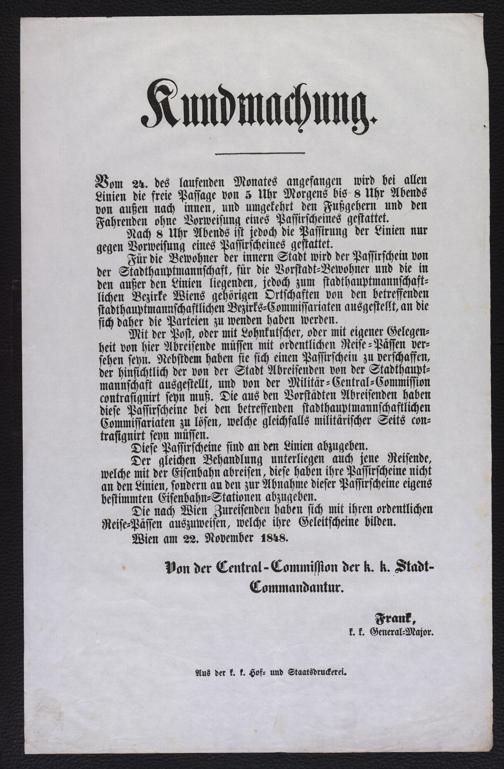 Kundmachung.
Vom 24. des laufenden Monates angefangen wird bei allen
Linien die freie Passage von 5 Uhr Morgens bis 8 Uhr Abends
von außen nach innen, und umgekehrt den Fußgehern und den
Fahrenden ohne Vorweisung eines Passirscheines gestattet.
Nach 8 Uhr Abends ist jedoch die Passirung der Linien nur
gegen Vorweisung eines Passirscheines gestattet.
Für die Bewohner der innern Stadt wird der Passirschein von
der Stadthauptmannschaft, für die Vorstadt-Bewohner und die in
den außer den Linien liegenden, jedoch zum stadthauptmannschaft-
lichen Bezirke Wiens gehörigen Ortschaften von den betreffenden
stadthauptmannschaftlichen Bezirks-Commissariaten ausgestellt, an die
sich daher die Parteien zu wenden haben werden.
Mit der Post, oder mit Lohnkutscher, oder mit eigener Gelegen-
heit von hier Abreisende müssen mit ordentlichen Reise-Pässen ver-
sehen seyn. Nebstdem haben sie sich einen Passirschein zu verschaffen,
der hinsichtlich der von der Stadt Abreisenden von der Stadthaupt-
mannschaft ausgestellt, und von der Militär-Central-Commission
contrasignirt seyn muß. Die aus den Vorstädten Abreisenden haben
diese Passirscheine bei den betreffenden stadthauptmannschaftlichen
Commissariaten zu lösen, welche gleichfalls militärischer Seits con-
trasignirt seyn müssen.
Diese Passirscheine sind an den Linien abzugeben.
Der gleichen Behandlung unterliegen auch jene Reisende,
welche mit der Eisenbahn abreisen, diese haben ihre Passirscheine nicht
an den Linien, sondern an den zur Abnahme dieser Passirscheine eigens
bestimmten Eisenbahn-Stationen abzugeben.
Die nach Wien Zureisenden haben sich mit ihren ordentlichen
Reise-Pässen auszuweisen, welche ihre Geleitscheine bilden.
Wien am 22. November 1848.
Von der Central-Commission der k. k. Stadt-
Commandantur.
Frank,
k. k. General-Major.
Aus der k. k. Hof- und Staatsdruckerei.